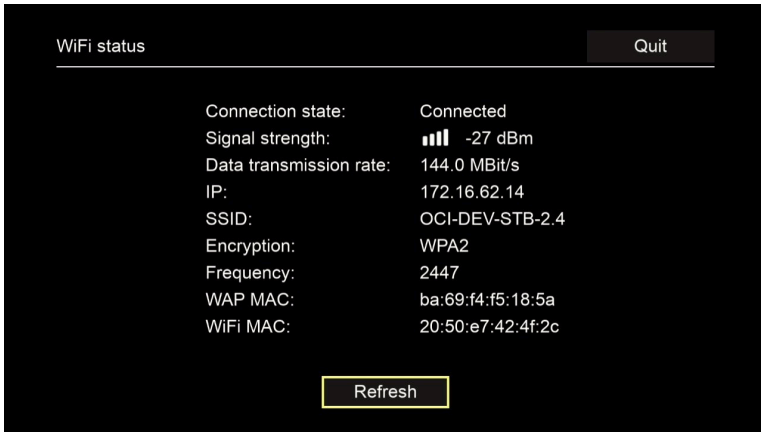 WiFi status
Quit
Connection state: Connected
Signal strength: -27 dBm
Data transmission rate: 144.0 MBit/s
IP: 172.16.62.14
SSID: OCI-DEV-STB-2.4
Encryption: WPA2
Frequency: 2447
WAP MAC: ba:69:f4:f5:18:5a
WiFi MAC: 20:50:e7:42:4f:2c
Refresh